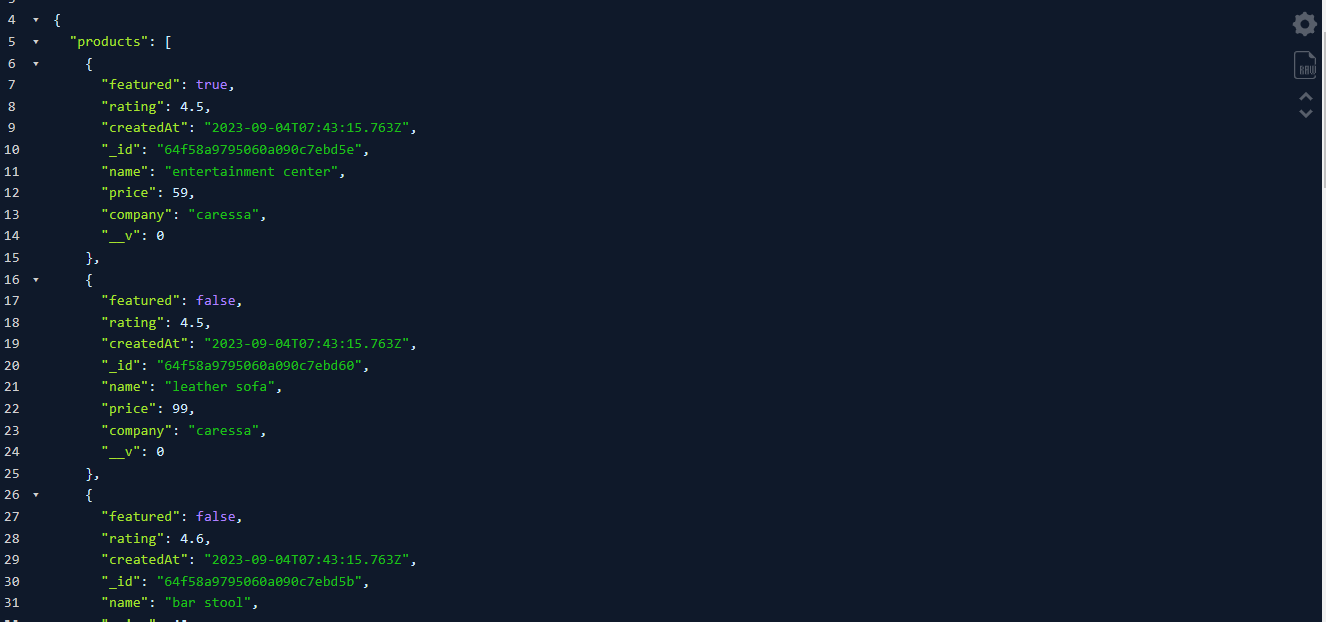 4 {
5 "products": [
6 {
7 "featured": true,
8 "rating": 4.5,
9 "createdAt": "2023-09-04T07:43:15.763Z",
10 "_id": "64f58a9795060a090c7ebd5e",
11 "name": "entertainment center",
12 "price": 59,
13 "company": "caressa",
14 "__v": 0
15 },
16 {
17 "featured": false,
18 "rating": 4.5,
19 "createdAt": "2023-09-04T07:43:15.763Z",
20 "_id": "64f58a9795060a090c7ebd60",
21 "name": "leather sofa",
22 "price": 99,
23 "company": "caressa",
24 "__v": 0
25 },
26 {
27 "featured": false,
28 "rating": 4.6,
29 "createdAt": "2023-09-04T07:43:15.763Z",
30 "_id": "64f58a9795060a090c7ebd5b",
31 "name": "bar stool",
RAW